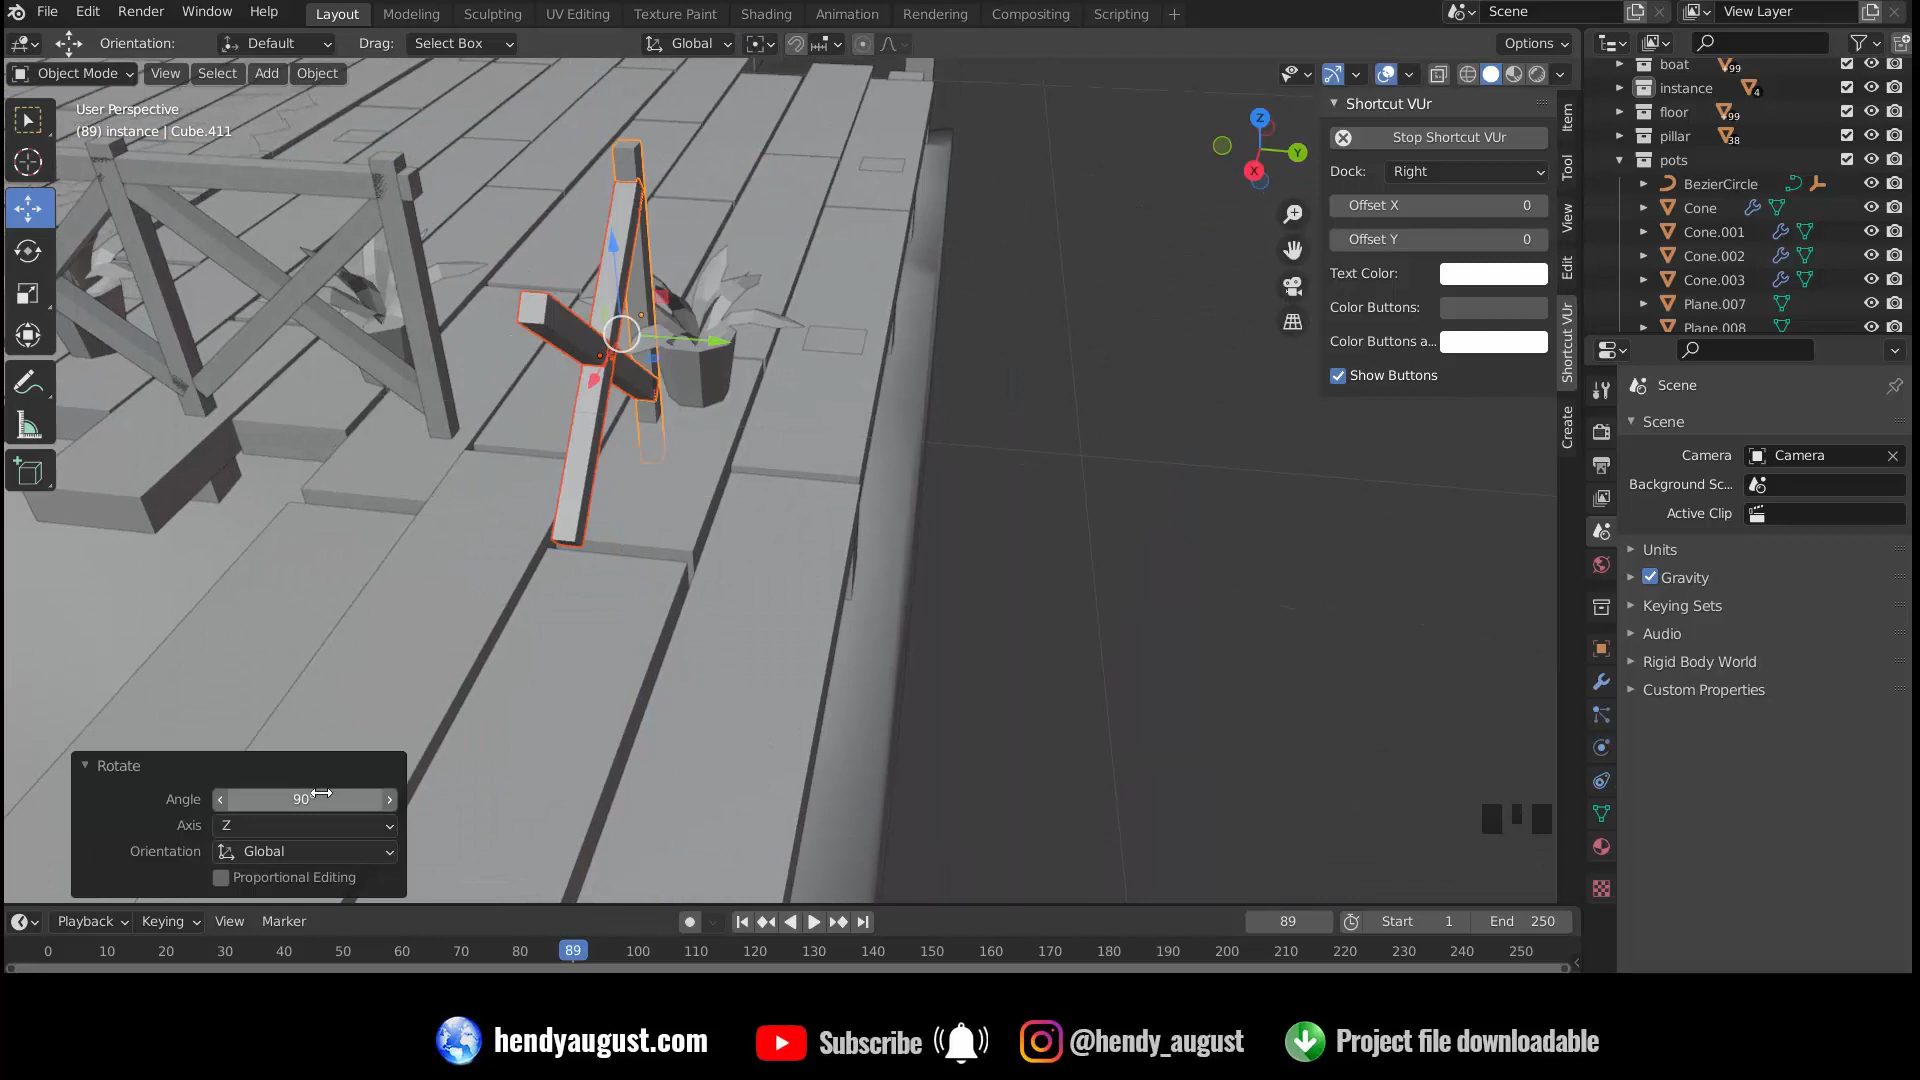 File Edit Render Window Help Layout Modeling Sculpting UV Editing Texture Paint Shading Animation Rendering Compositing Scripting + Scene View Layer
Orientation: Default Drag: Select Box Global Options
Object Mode View Select Add Object
User Perspective
(89) instance | Cube.411
Z
Y
X
Shortcut VUr
Stop Shortcut VUr
Dock: Right
Offset X 0
Offset Y 0
Text Color:
Color Buttons:
Color Buttons a...
Show Buttons
Item
Tool
View
Edit
Shortcut VUr
Create
boat 99
instance 4
floor 99
pillar 38
pots
BezierCircle
Cone
Cone.001
Cone.002
Cone.003
Plane.007
Plane.008
Scene
Scene
Camera Camera
Background Sc...
Active Clip
Units
Gravity
Keying Sets
Audio
Rigid Body World
Custom Properties
Rotate
Angle 90
Axis Z
Orientation Global
Proportional Editing
Playback Keying View Marker 89 Start 1 End 250
0 10 20 30 40 50 60 70 80 89 100 110 120 130 140 150 160 170 180 190 200 210 220 230 240 250
hendyaugust.com Subscribe @hendy_august Project file downloadable